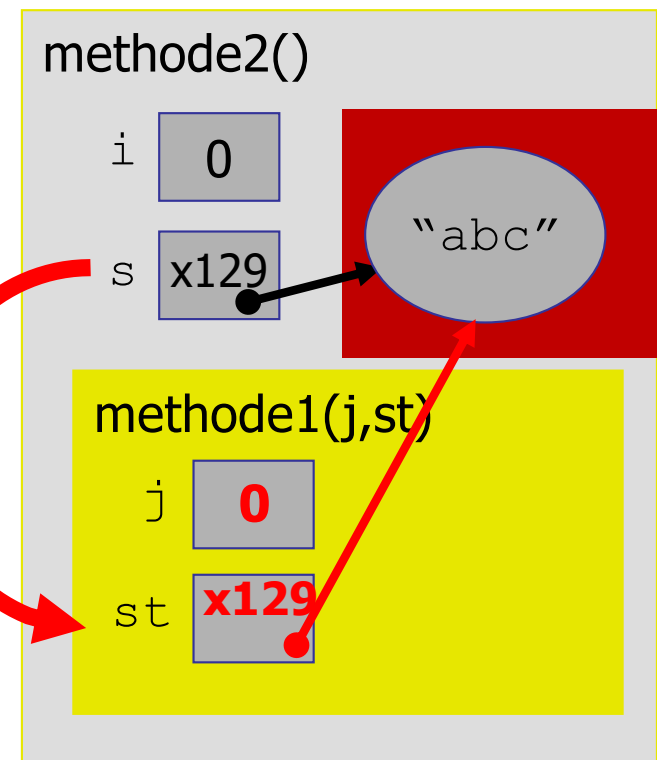 methode2()
i 0
s x129
“abc”
methode1(j,st)
j 0
st x129